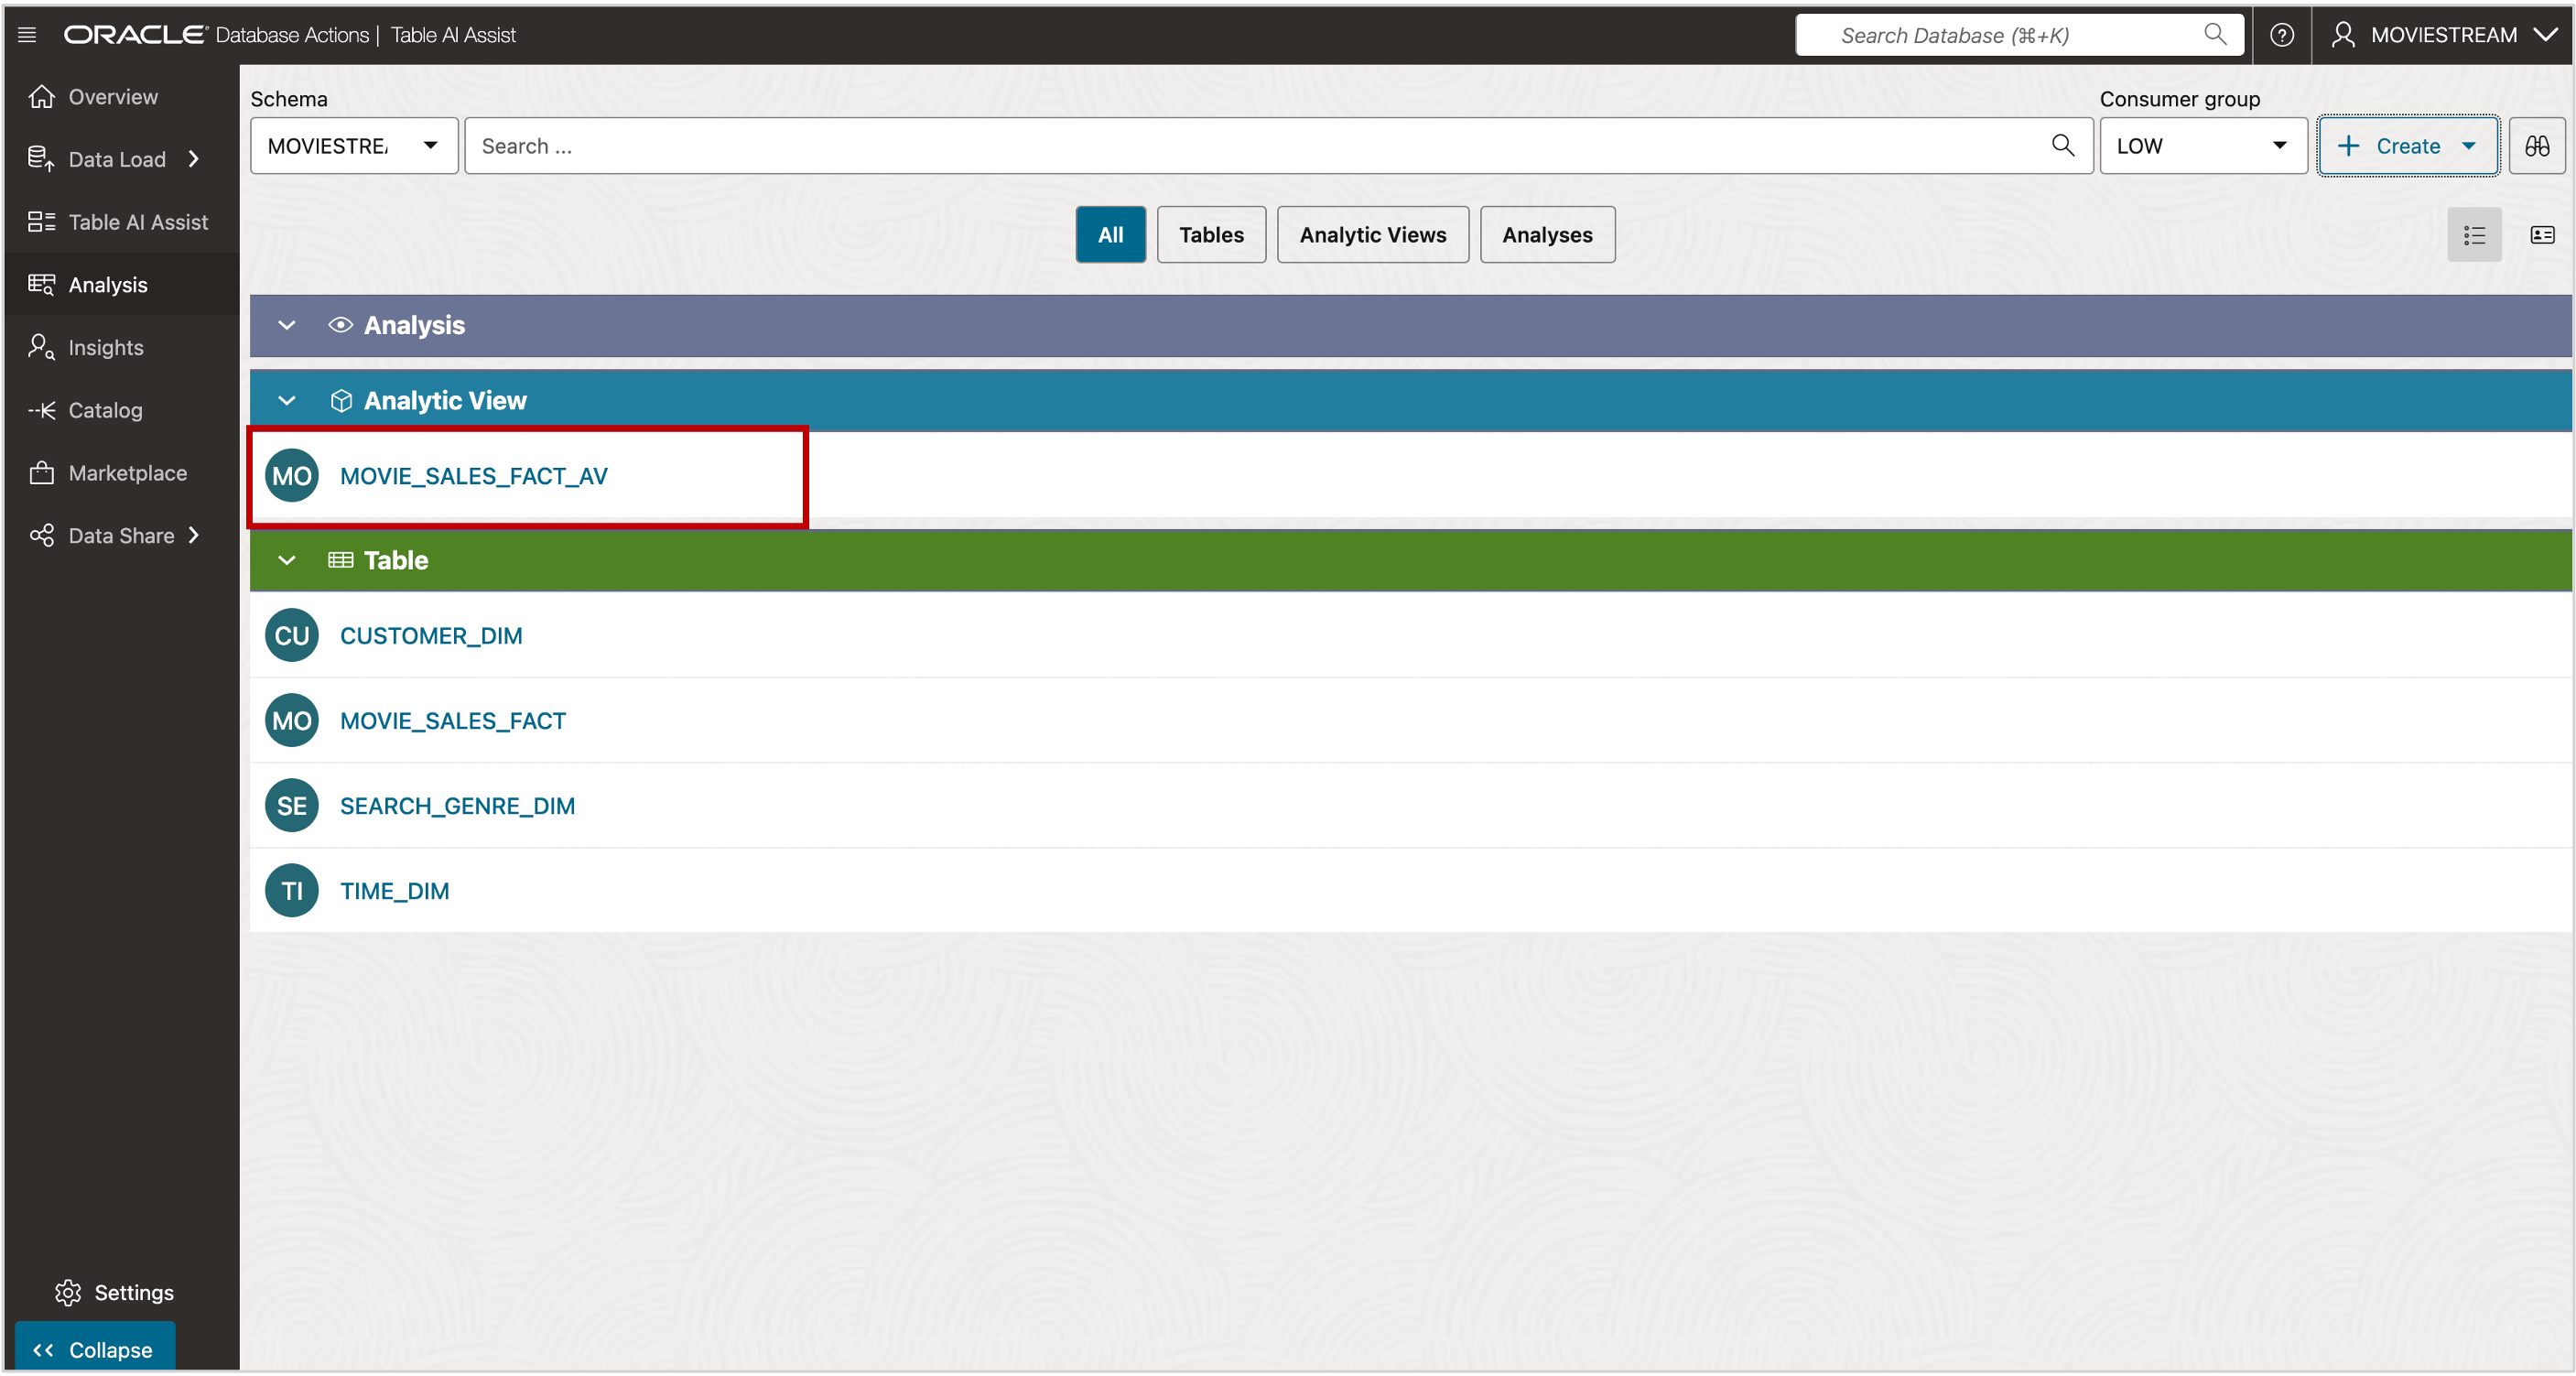 ORACLE Database Actions | Table AI Assist
Search Database (⌘+K)
MOVIESTREAM
Overview
Data Load
Table AI Assist
Analysis
Insights
Catalog
Marketplace
Data Share
Settings
Collapse
Schema
Consumer group
MOVIESTREA
Search ...
LOW
Create
All
Tables
Analytic Views
Analyses
Analysis
Analytic View
MO MOVIE_SALES_FACT_AV
Table
CU CUSTOMER_DIM
MO MOVIE_SALES_FACT
SE SEARCH_GENRE_DIM
TI TIME_DIM